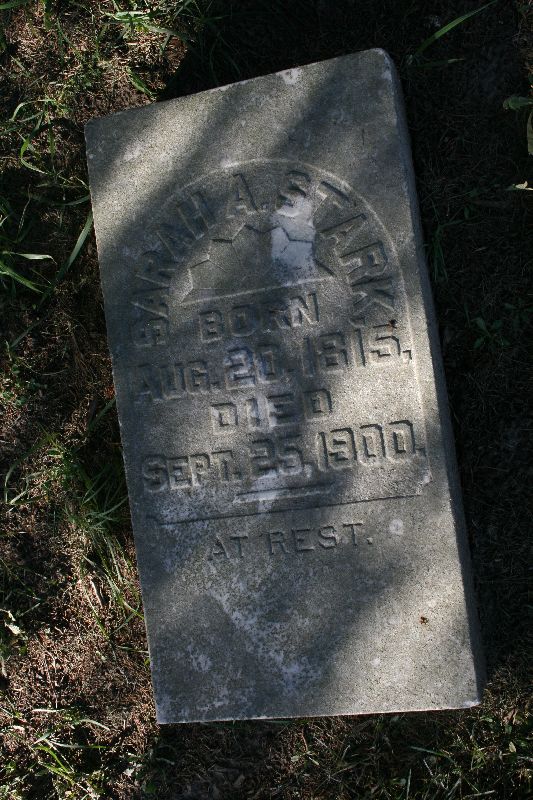 SARAH A. STARK
BORN
AUG. 20, 1815,
DIED
SEPT. 25, 1900.
AT REST.